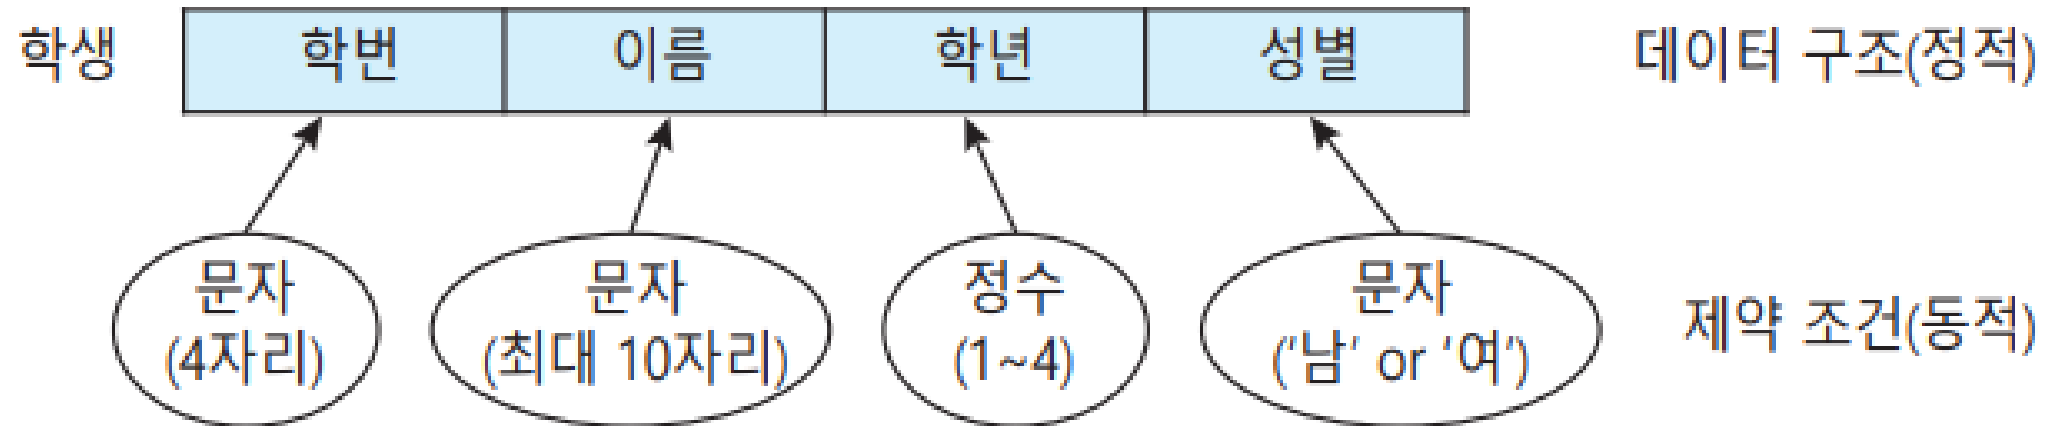 학생 학번 이름 학년 성별 데이터 구조(정적)
문자 문자 정수 문자
(4자리) (최대 10자리) (1~4) (‘남’ or ‘여’)
제약 조건(동적)